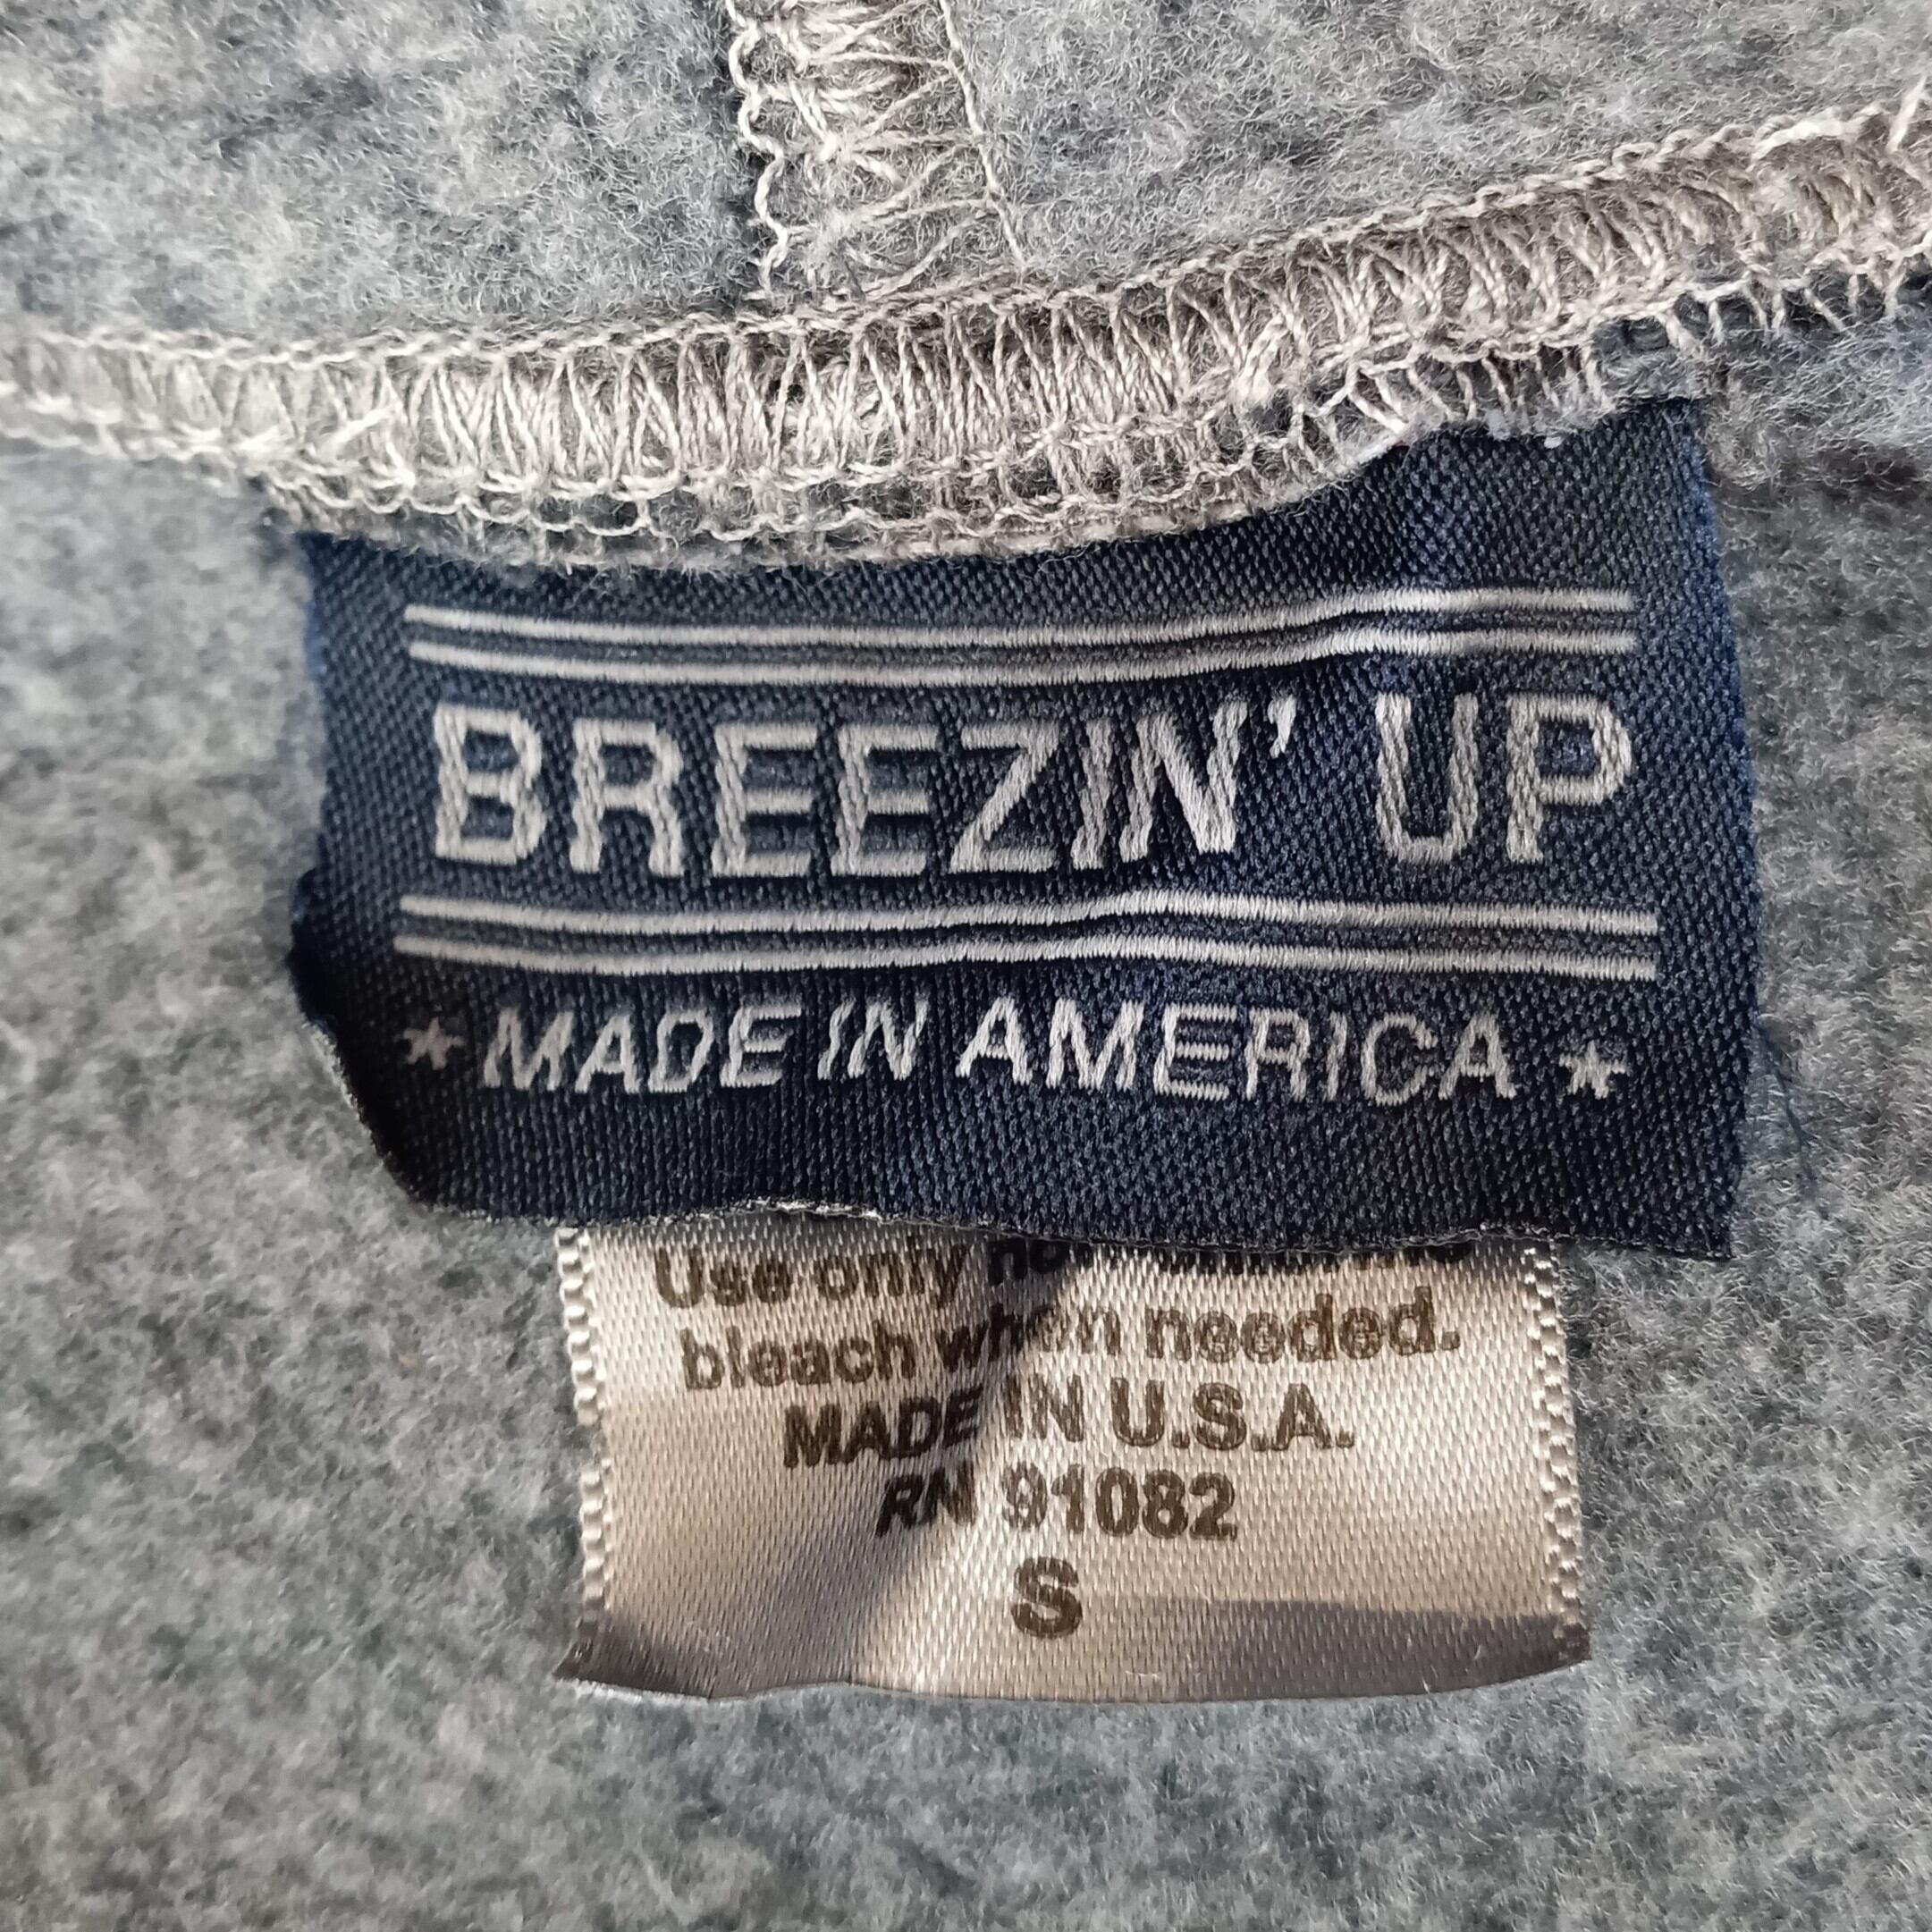 BREEZIN' UP
MADE IN AMERICA
Use only
bleach when needed.
MADE IN U.S.A.
RN 91082
S